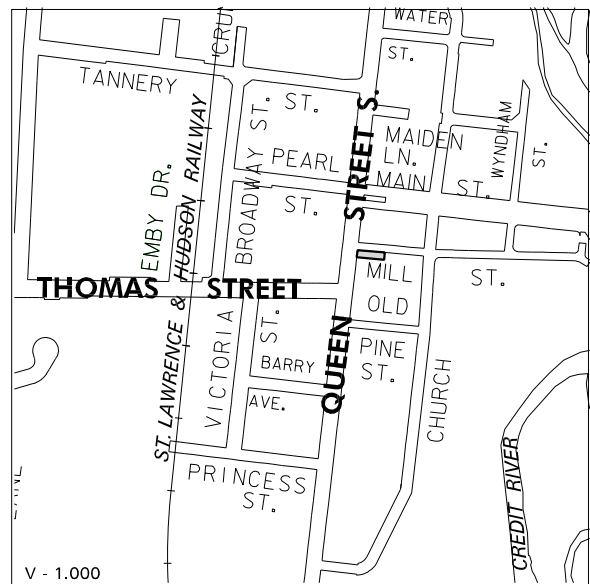 WATER
ST.
CRU
TANNERY
ST.
ST.
STREET S.
MAIDEN
LN.
WYNDHAM
ST.
PEARL
MAIN
ST.
BROADWAY
ST.
EMBY DR.
ST. LAWRENCE & HUDSON RAILWAY
MILL
ST.
THOMAS STREET
OLD
VICTORIA
ST.
BARRY
QUEEN
PINE
ST.
CHURCH
AVE.
PRINCESS
ST.
CREDIT RIVER
V - 1.000